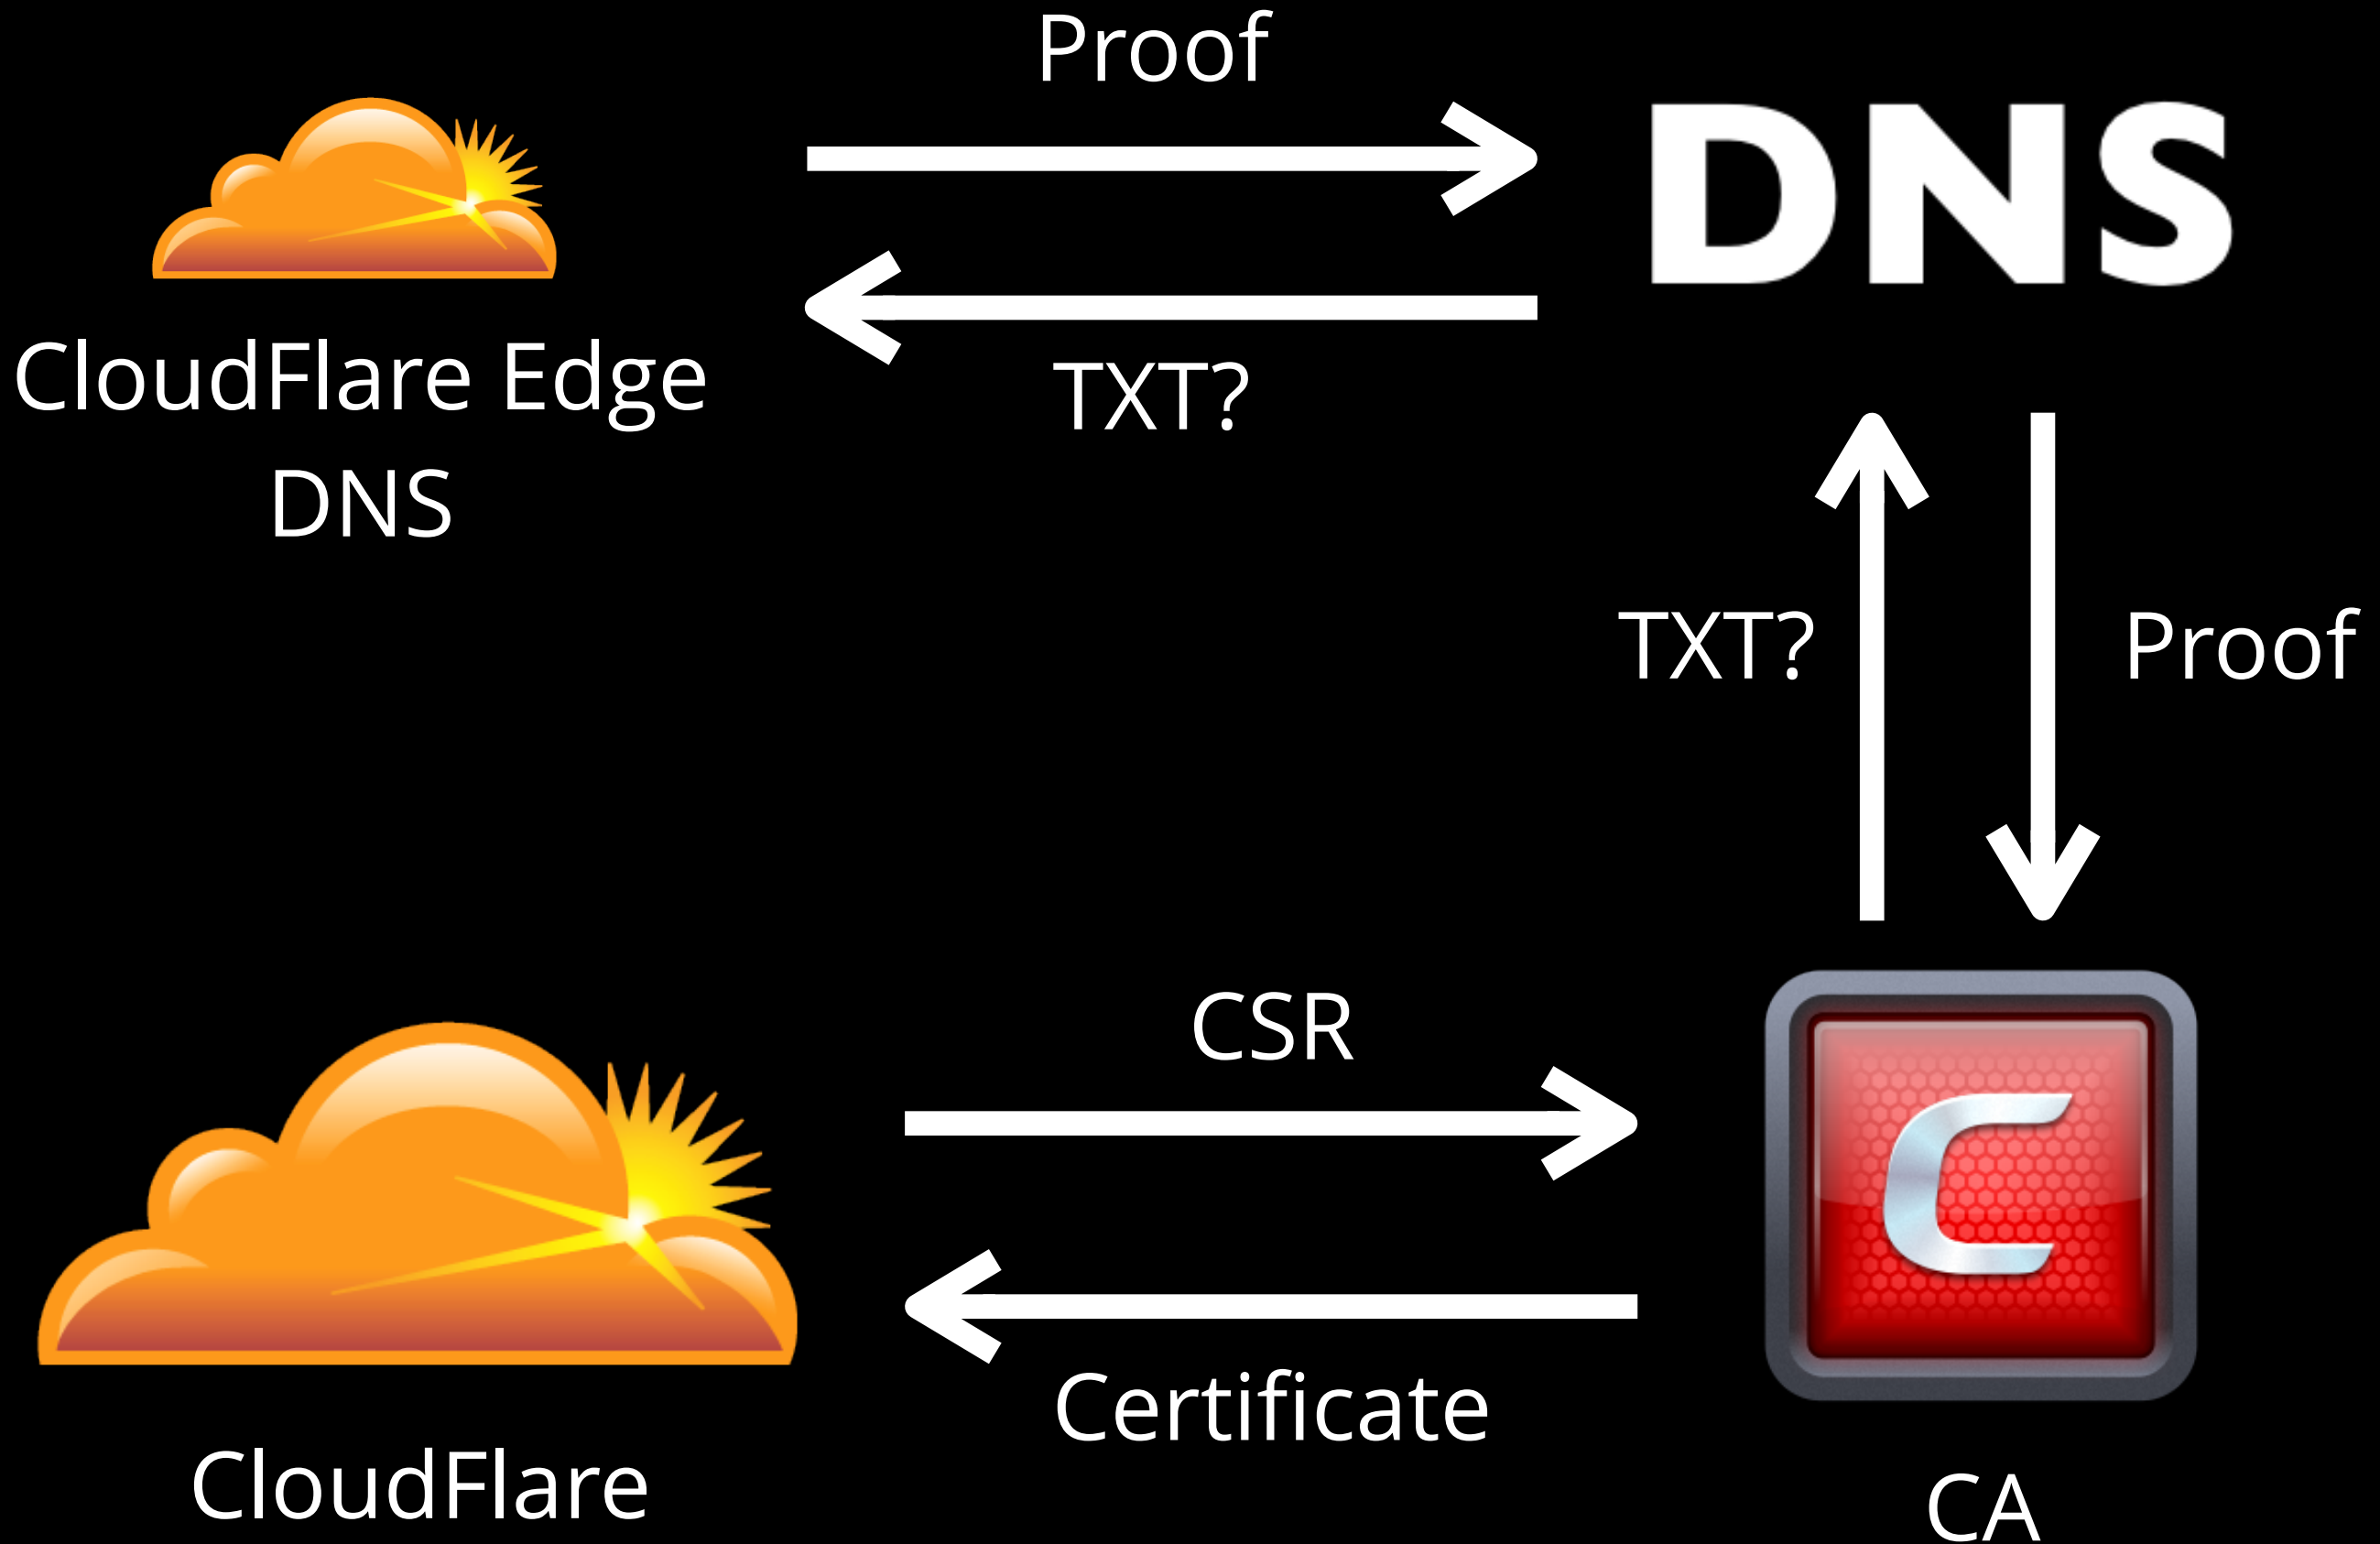 Proof
DNS
CloudFlare Edge
DNS
TXT?
TXT?
Proof
CSR
C
Certificate
CloudFlare
CA